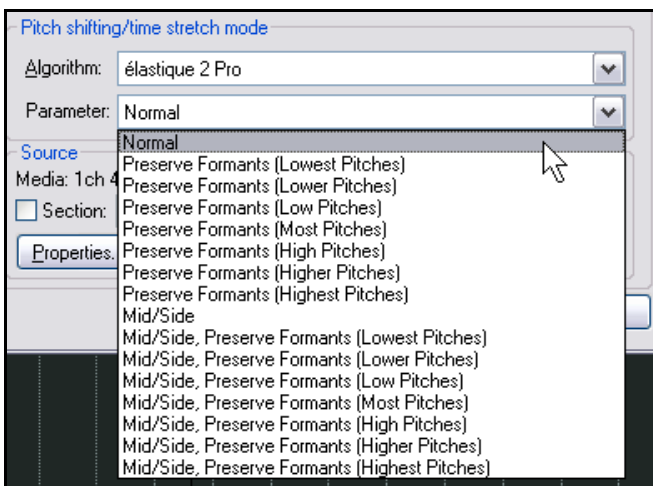 Pitch shifting/time stretch mode
Algorithm: élastique 2 Pro
Parameter: Normal
Normal
Source
Preserve Formants (Lowest Pitches)
Media: 1ch 4
Preserve Formants (Lower Pitches)
Section:
Preserve Formants (Low Pitches)
Preserve Formants (Most Pitches)
Properties.
Preserve Formants (High Pitches)
Preserve Formants (Higher Pitches)
Preserve Formants (Highest Pitches)
Mid/Side
Mid/Side, Preserve Formants (Lowest Pitches)
Mid/Side, Preserve Formants (Lower Pitches)
Mid/Side, Preserve Formants (Low Pitches)
Mid/Side, Preserve Formants (Most Pitches)
Mid/Side, Preserve Formants (High Pitches)
Mid/Side, Preserve Formants (Higher Pitches)
Mid/Side, Preserve Formants (Highest Pitches)